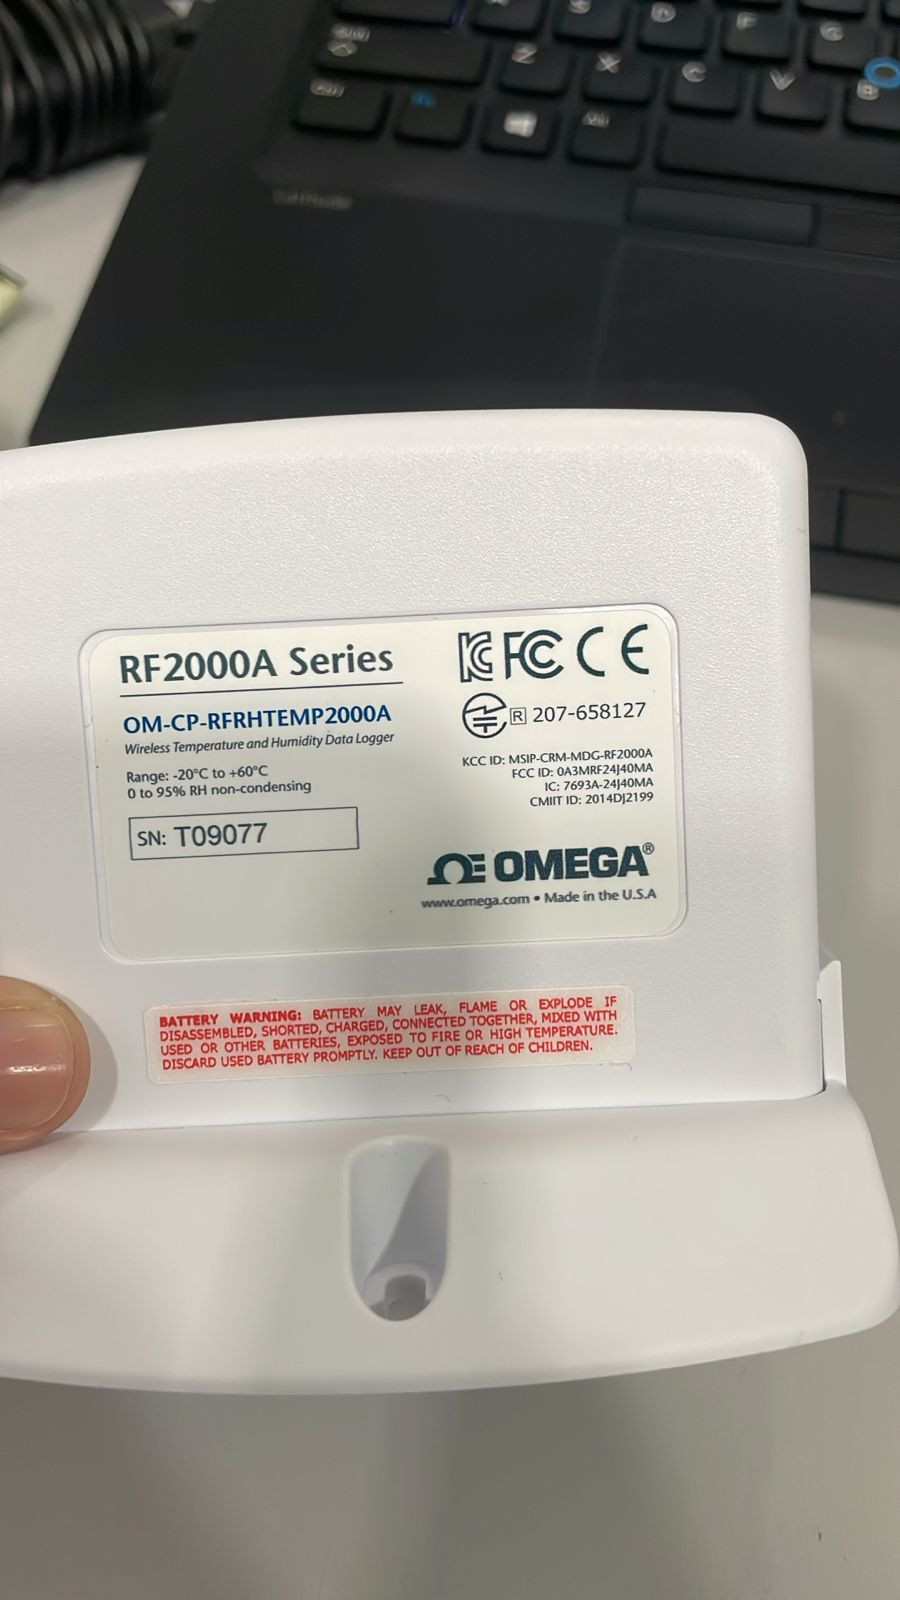 Z
X
C
V
B
RF2000A Series
OM-CP-RFRHTEMP2000A
Wireless Temperature and Humidity Data Logger
Range: -20°C to +60°C
0 to 95% RH non-condensing
SN: T09077
FC CE
R 207-658127
KCC ID: MSIP-CRM-MDG-RF2000A
FCC ID: 0A3MRF24J40MA
IC: 7693A-24J40MA
CMIIT ID: 2014DJ2199
OMEGA®
www.omega.com • Made in the U.S.A
BATTERY WARNING: BATTERY MAY LEAK, FLAME OR EXPLODE IF
DISASSEMBLED, SHORTED, CHARGED, CONNECTED TOGETHER, MIXED WITH
USED OR OTHER BATTERIES, EXPOSED TO FIRE OR HIGH TEMPERATURE.
DISCARD USED BATTERY PROMPTLY. KEEP OUT OF REACH OF CHILDREN.